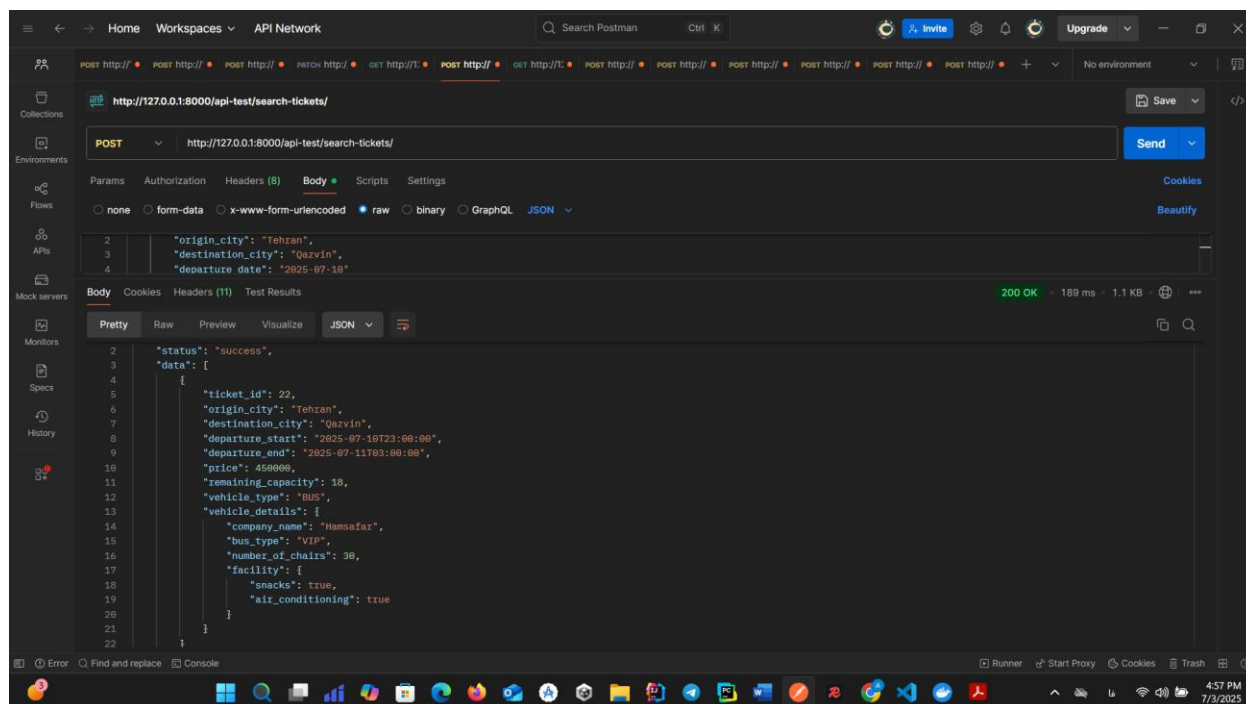 Home Workspaces API Network Search Postman Ctrl K Invite Upgrade
POST http:// POST http:// POST http:// PATCH http:/ GET http://1: POST http:// GET http://1: POST http:// POST http:// POST http:// POST http:// POST http:// POST http:// + No environment
HTTP http://127.0.0.1:8000/api-test/search-tickets/ Save </>
Collections
POST http://127.0.0.1:8000/api-test/search-tickets/ Send
Environments
Params Authorization Headers (8) Body Scripts Settings Cookies
Flows
none form-data x-www-form-urlencoded raw binary GraphQL JSON Beautify
APIs
2 "origin_city": "Tehran",
3 "destination_city": "Qazvin",
4 "departure_date": "2025-07-10"
Mock servers
Body Cookies Headers (11) Test Results 200 OK 189 ms 1.1 KB
Pretty Raw Preview Visualize JSON
Monitors
2 "status": "success",
3 "data": [
4 {
Specs
5 "ticket_id": 22,
6 "origin_city": "Tehran",
7 "destination_city": "Qazvin",
History
8 "departure_start": "2025-07-10T23:00:00",
9 "departure_end": "2025-07-11T03:00:00",
10 "price": 450000,
11 "remaining_capacity": 18,
12 "vehicle_type": "BUS",
13 "vehicle_details": {
14 "company_name": "Hamsafar",
15 "bus_type": "VIP",
16 "number_of_chairs": 30,
17 "facility": {
18 "snacks": true,
19 "air_conditioning": true
20 }
21 }
22 }
Error Find and replace Console Runner Start Proxy Cookies Trash
3 فا 4:57 PM
7/3/2025